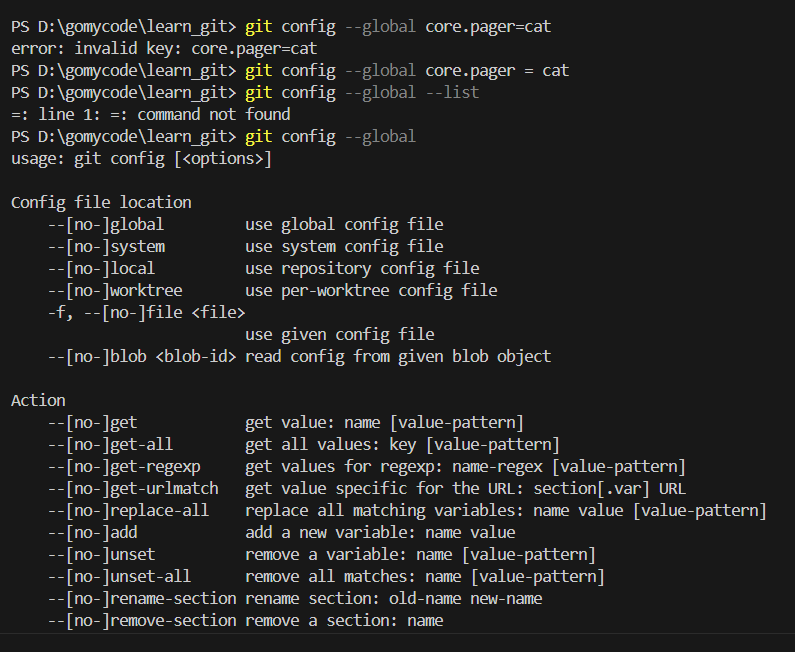 PS D:\gomycode\learn_git> git config --global core.pager=cat
error: invalid key: core.pager=cat
PS D:\gomycode\learn_git> git config --global core.pager = cat
PS D:\gomycode\learn_git> git config --global --list
=: line 1: =: command not found
PS D:\gomycode\learn_git> git config --global
usage: git config [<options>]

Config file location
    --[no-]global         use global config file
    --[no-]system         use system config file
    --[no-]local          use repository config file
    --[no-]worktree       use per-worktree config file
    -f, --[no-]file <file>
                          use given config file
    --[no-]blob <blob-id> read config from given blob object

Action
    --[no-]get            get value: name [value-pattern]
    --[no-]get-all        get all values: key [value-pattern]
    --[no-]get-regexp     get values for regexp: name-regex [value-pattern]
    --[no-]get-urlmatch   get value specific for the URL: section[.var] URL
    --[no-]replace-all    replace all matching variables: name value [value-pattern]
    --[no-]add            add a new variable: name value
    --[no-]unset          remove a variable: name [value-pattern]
    --[no-]unset-all      remove all matches: name [value-pattern]
    --[no-]rename-section rename section: old-name new-name
    --[no-]remove-section remove a section: name